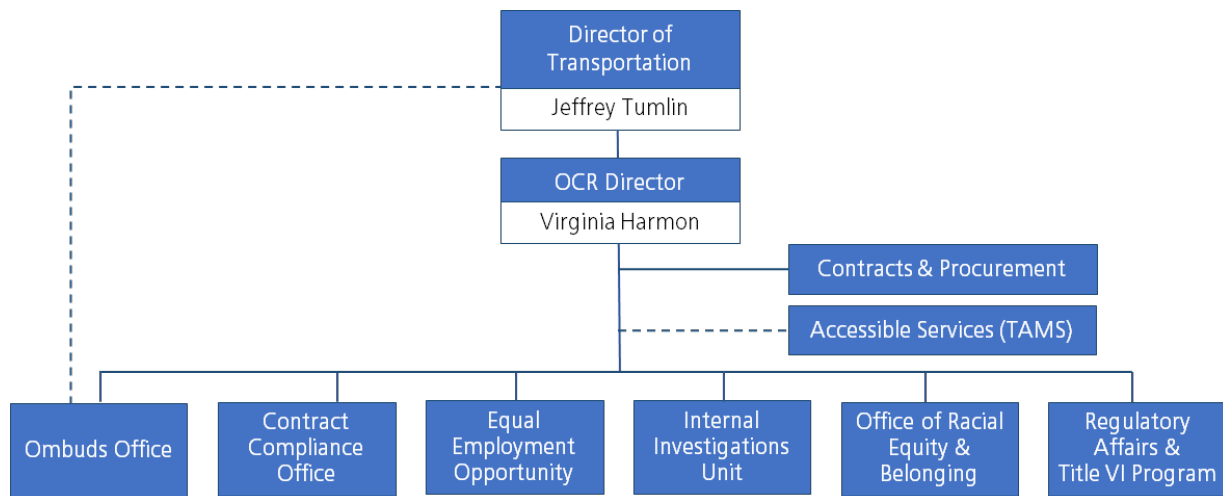 Director of
Transportation
Jeffrey Tumlin
OCR Director
Virginia Harmon
Contracts & Procurement
Accessible Services (TAMS)
Ombuds Office
Contract
Compliance
Office
Equal
Employment
Opportunity
Internal
Investigations
Unit
Office of Racial
Equity &
Belonging
Regulatory
Affairs &
Title VI Program